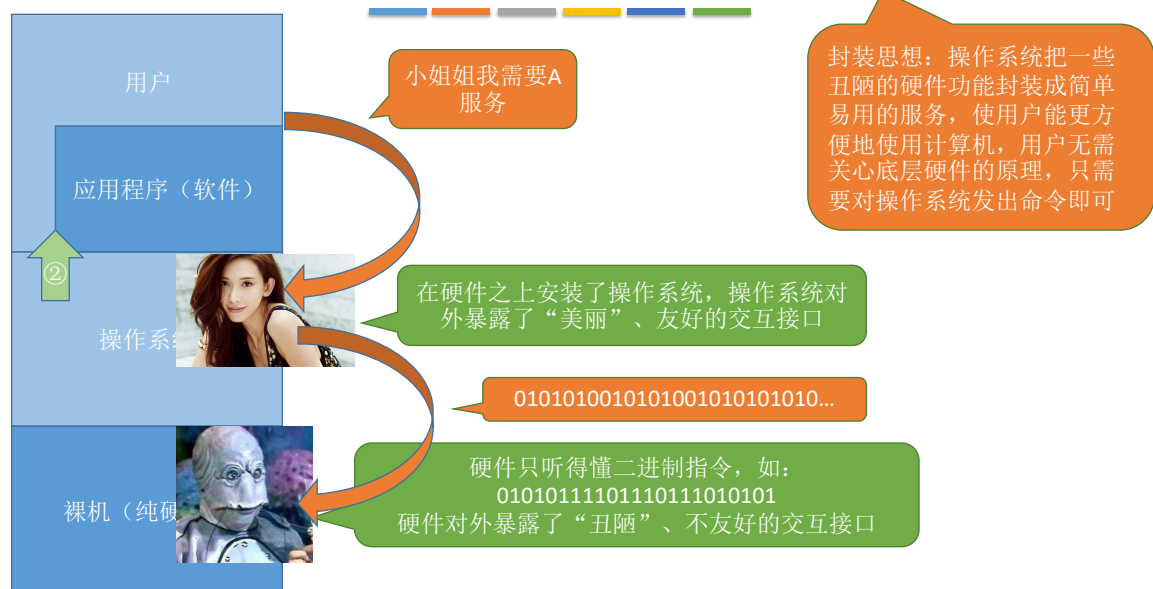 用户
小姐姐我需要A
服务
封装思想：操作系统把一些
丑陋的硬件功能封装成简单
易用的服务，使用户能更方
便地使用计算机，用户无需
关心底层硬件的原理，只需
要对操作系统发出命令即可
应用程序（软件）
②
在硬件之上安装了操作系统，操作系统对
外暴露了“美丽”、友好的交互接口
操作系
0101010010101001010101010…
硬件只听得懂二进制指令，如：
01010111101110111010101
硬件对外暴露了“丑陋”、不友好的交互接口
裸机（纯硬